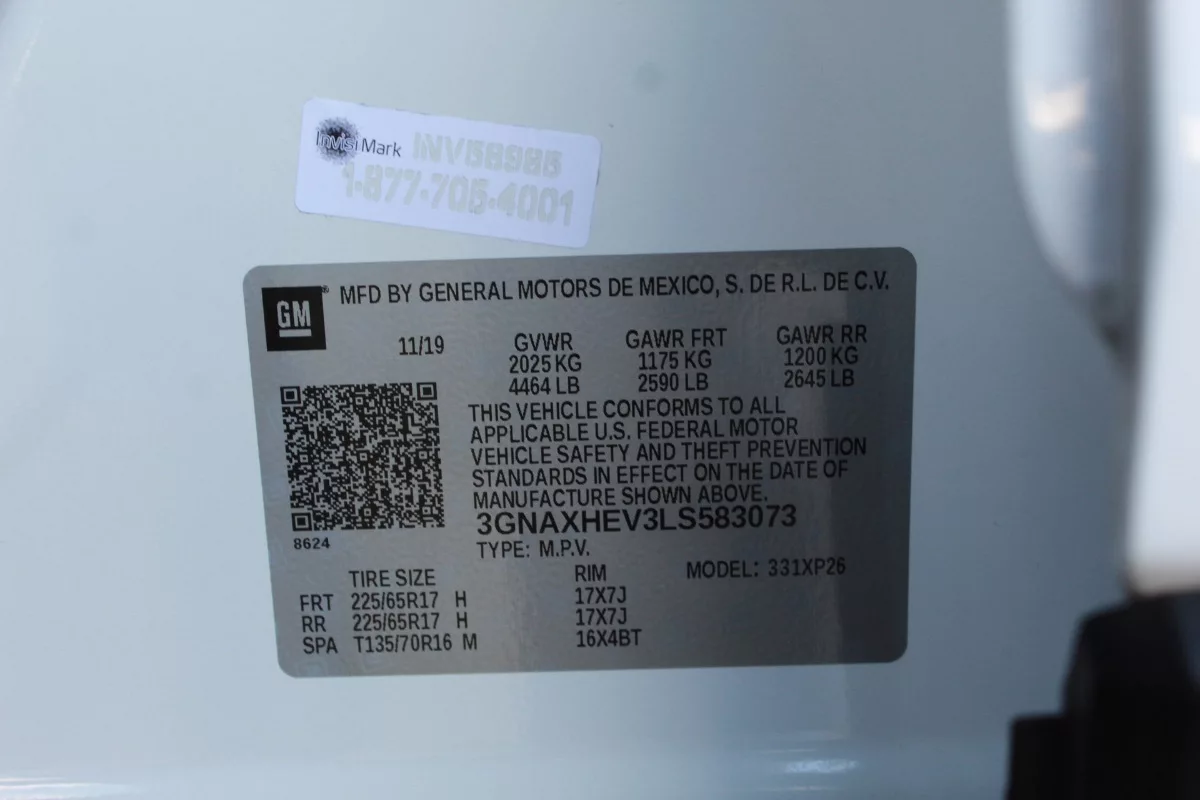 InvisiMark INV58985
1-877-705-4001
GM® MFD BY GENERAL MOTORS DE MEXICO, S. DE R.L. DE C.V.
11/19 GVWR GAWR FRT GAWR RR
2025 KG 1175 KG 1200 KG
4464 LB 2590 LB 2645 LB
THIS VEHICLE CONFORMS TO ALL
APPLICABLE U.S. FEDERAL MOTOR
VEHICLE SAFETY AND THEFT PREVENTION
STANDARDS IN EFFECT ON THE DATE OF
MANUFACTURE SHOWN ABOVE.
3GNAXHEV3LS583073
8624
TYPE: M.P.V.
TIRE SIZE RIM MODEL: 331XP26
FRT 225/65R17 H 17X7J
RR 225/65R17 H 17X7J
SPA T135/70R16 M 16X4BT